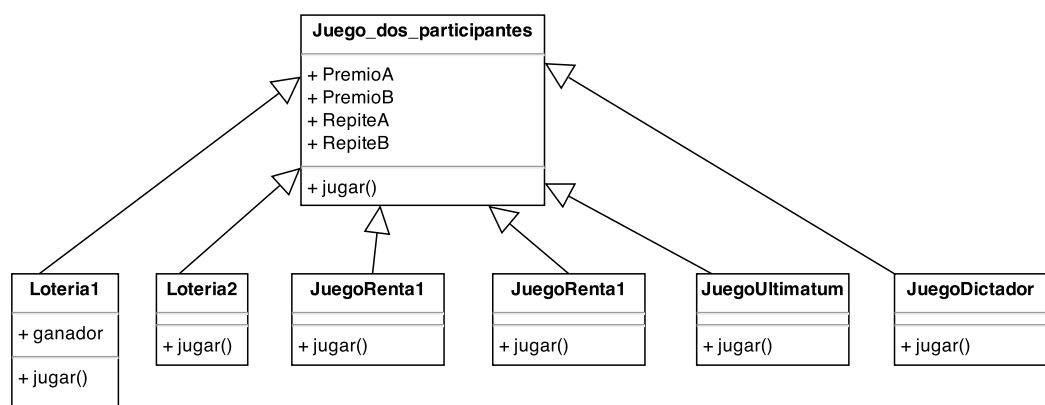 Juego_dos_participantes
+ PremioA
+ PremioB
+ RepiteA
+ RepiteB
+ jugar()
Loteria1
+ ganador
+ jugar()
Loteria2
+ jugar()
JuegoRenta1
+ jugar()
JuegoRenta1
+ jugar()
JuegoUltimatum
+ jugar()
JuegoDictador
+ jugar()